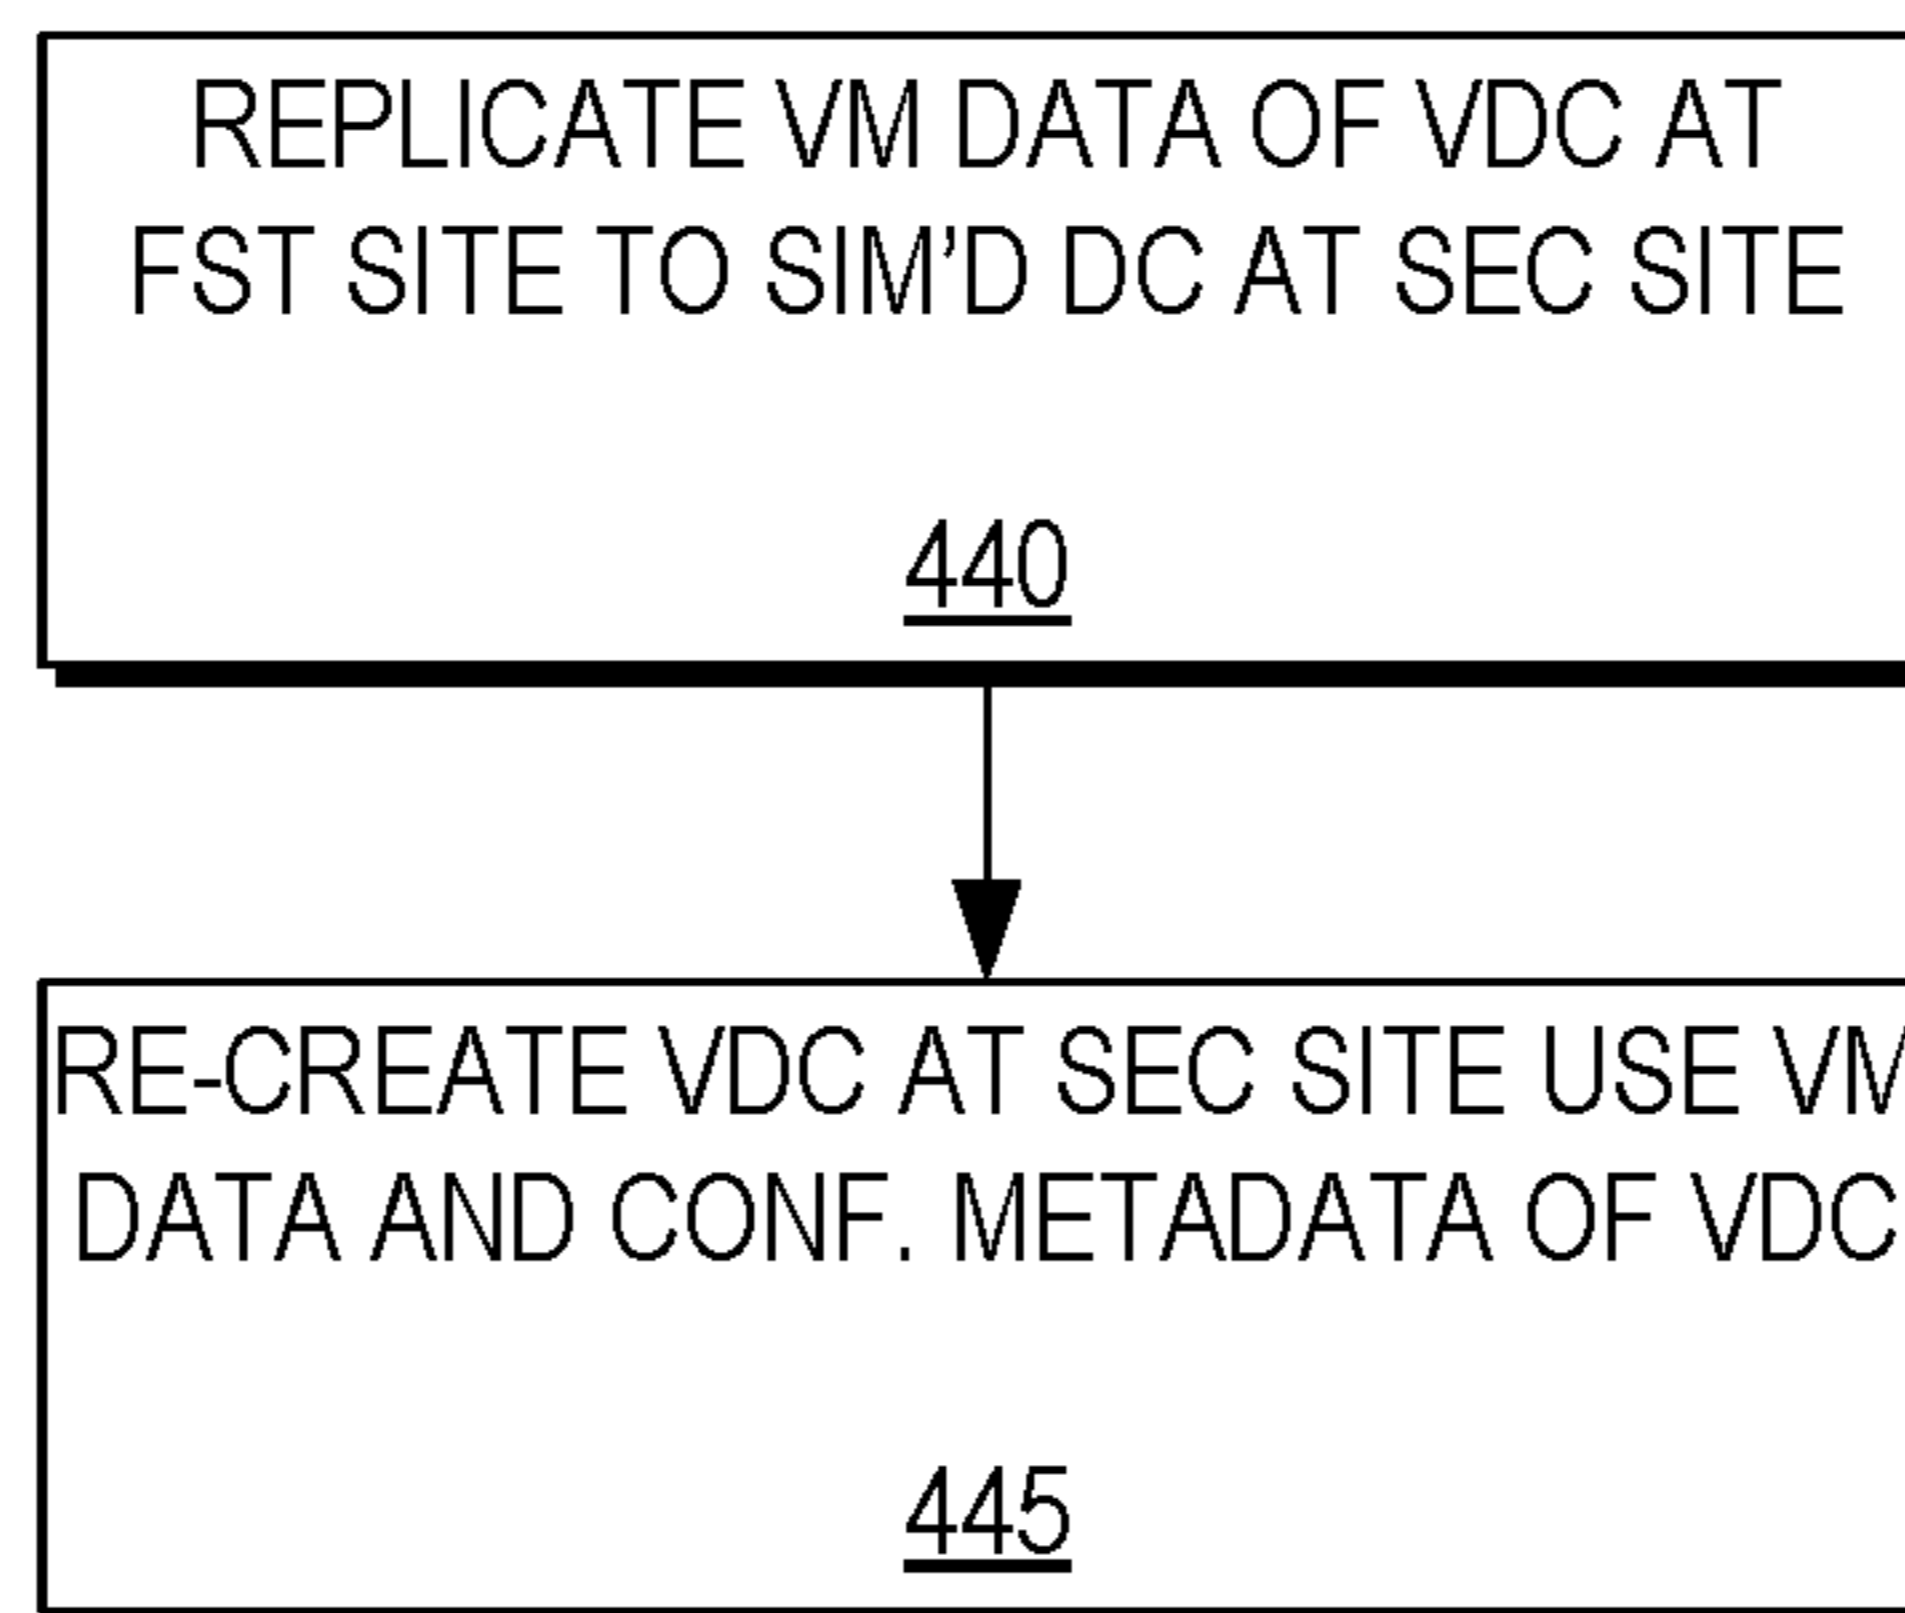 REPLICATE VM DATA OF VDC AT
FST SITE TO SIM'D DC AT SEC SITE
440
RE-CREATE VDC AT SEC SITE USE VM
DATA AND CONF. METADATA OF VDC
445